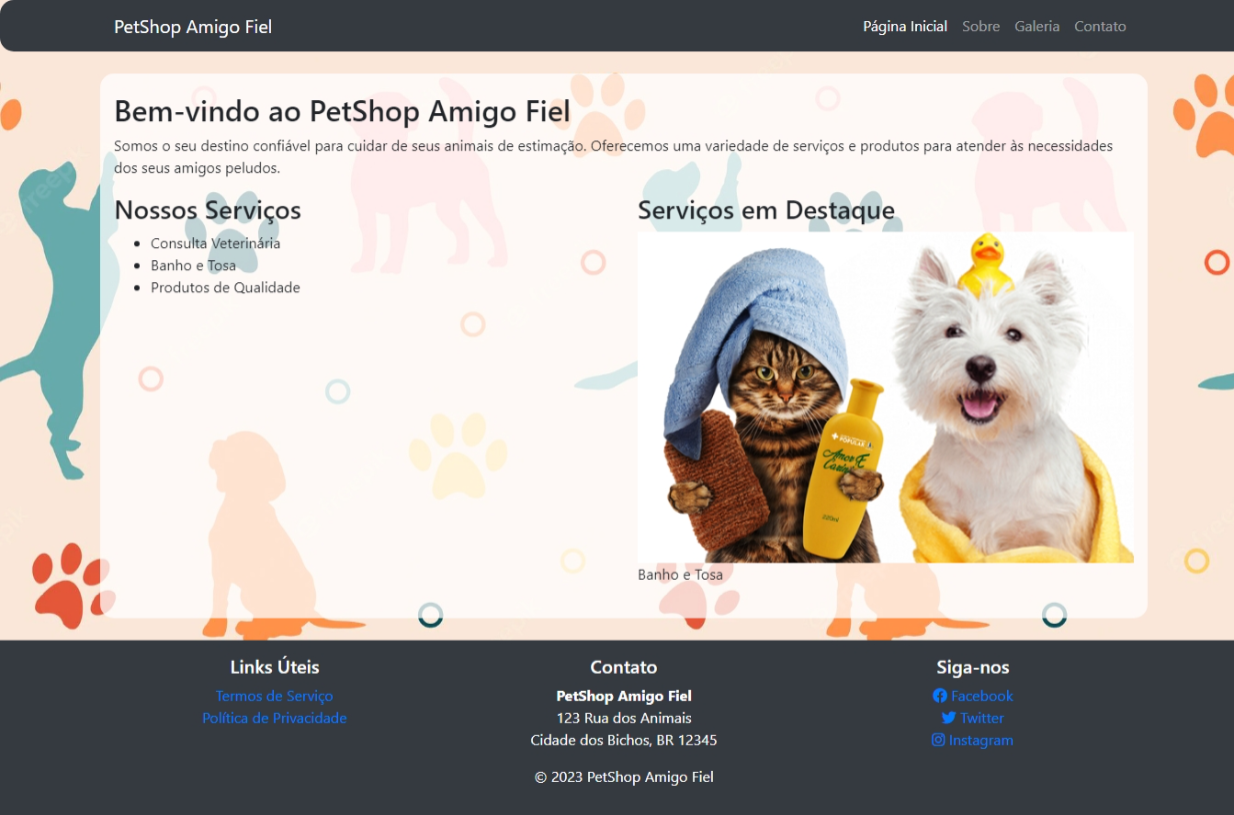 PetShop Amigo Fiel
Página Inicial Sobre Galeria Contato
Bem-vindo ao PetShop Amigo Fiel
Somos o seu destino confiável para cuidar de seus animais de estimação. Oferecemos uma variedade de serviços e produtos para atender às necessidades
dos seus amigos peludos.
Nossos Serviços
Consulta Veterinária
Banho e Tosa
Produtos de Qualidade
Serviços em Destaque
POPULAR
Amor E
Banho e Tosa
Links Úteis
Termos de Serviço
Política de Privacidade
Contato
PetShop Amigo Fiel
123 Rua dos Animais
Cidade dos Bichos, BR 12345
Siga-nos
Facebook
Twitter
Instagram
© 2023 PetShop Amigo Fiel